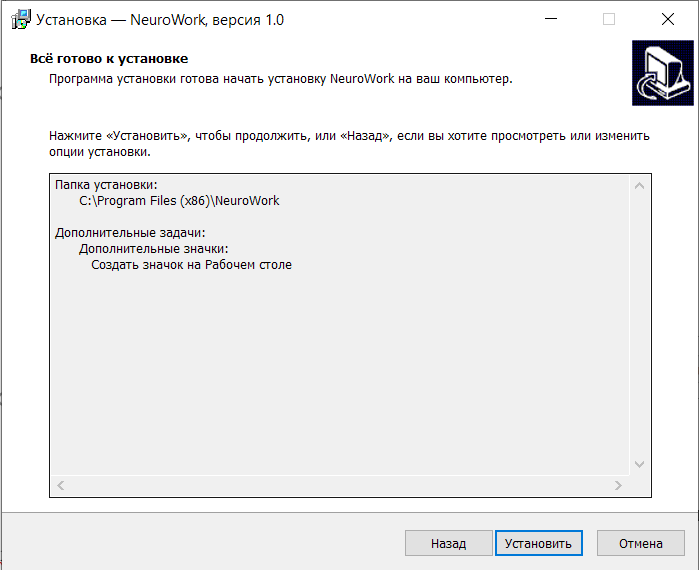 Установка — NeuroWork, версия 1.0
Всё готово к установке
Программа установки готова начать установку NeuroWork на ваш компьютер.
Нажмите «Установить», чтобы продолжить, или «Назад», если вы хотите просмотреть или изменить
опции установки.
Папка установки:
C:\Program Files (x86)\NeuroWork
Дополнительные задачи:
Дополнительные значки:
Создать значок на Рабочем столе
Назад
Установить
Отмена